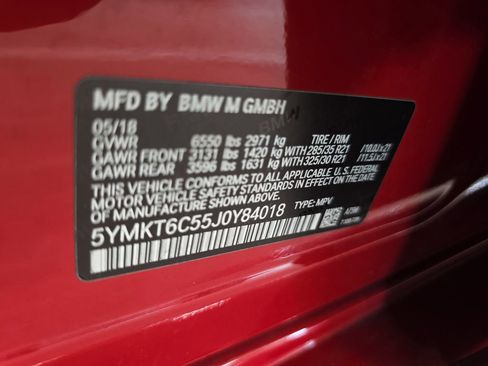 MFD BY BMW M GMBH
05/18
GVWR 6550 lbs 2971 kg TIRE / RIM
GAWR FRONT 3131 lbs 1420 kg WITH 285/35 R21 / 10.0Jx21
GAWR REAR 3596 lbs 1631 kg WITH 325/30 R21 / 11.5Jx21
THIS VEHICLE CONFORMS TO ALL APPLICABLE U.S. FEDERAL
MOTOR VEHICLE SAFETY STANDARDS IN EFFECT
ON THE DATE OF MANUFACTURE SHOWN ABOVE.
5YMKT6C55J0Y84018 TYPE: MPV